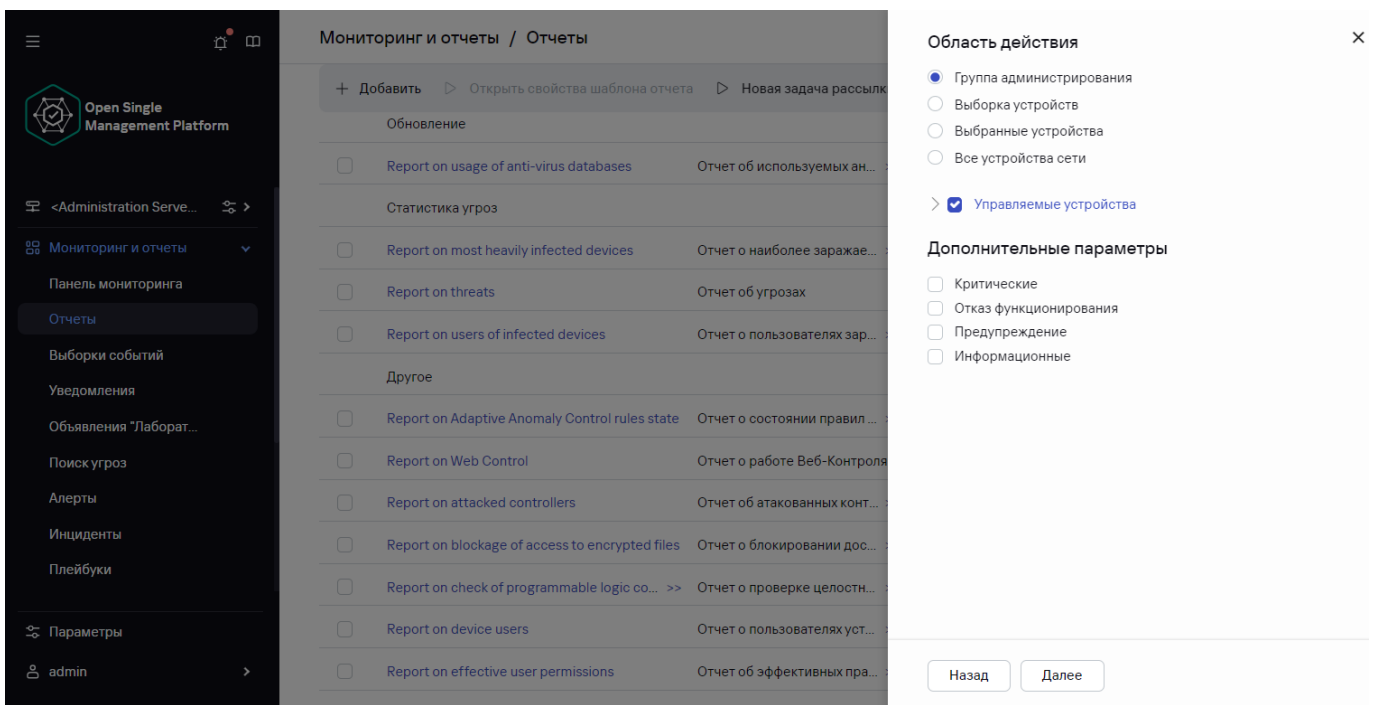 Open Single
Management Platform
<Administration Serve...
Мониторинг и отчеты
Панель мониторинга
Отчеты
Выборки событий
Уведомления
Объявления "Лаборат...
Поиск угроз
Алерты
Инциденты
Плейбуки
Параметры
admin
Мониторинг и отчеты / Отчеты
+ Добавить Открыть свойства шаблона отчета Новая задача рассылк
Обновление
Report on usage of anti-virus databases Отчет об используемых ан...
Статистика угроз
Report on most heavily infected devices Отчет о наиболее заражае...
Report on threats Отчет об угрозах
Report on users of infected devices Отчет о пользователях зар...
Другое
Report on Adaptive Anomaly Control rules state Отчет о состоянии правил ...
Report on Web Control Отчет о работе Веб-Контроля
Report on attacked controllers Отчет об атакованных конт...
Report on blockage of access to encrypted files Отчет о блокировании дос...
Report on check of programmable logic co... >> Отчет о проверке целостн...
Report on device users Отчет о пользователях уст...
Report on effective user permissions Отчет об эффективных пра...
Область действия
Группа администрирования
Выборка устройств
Выбранные устройства
Все устройства сети
Управляемые устройства
Дополнительные параметры
Критические
Отказ функционирования
Предупреждение
Информационные
Назад Далее